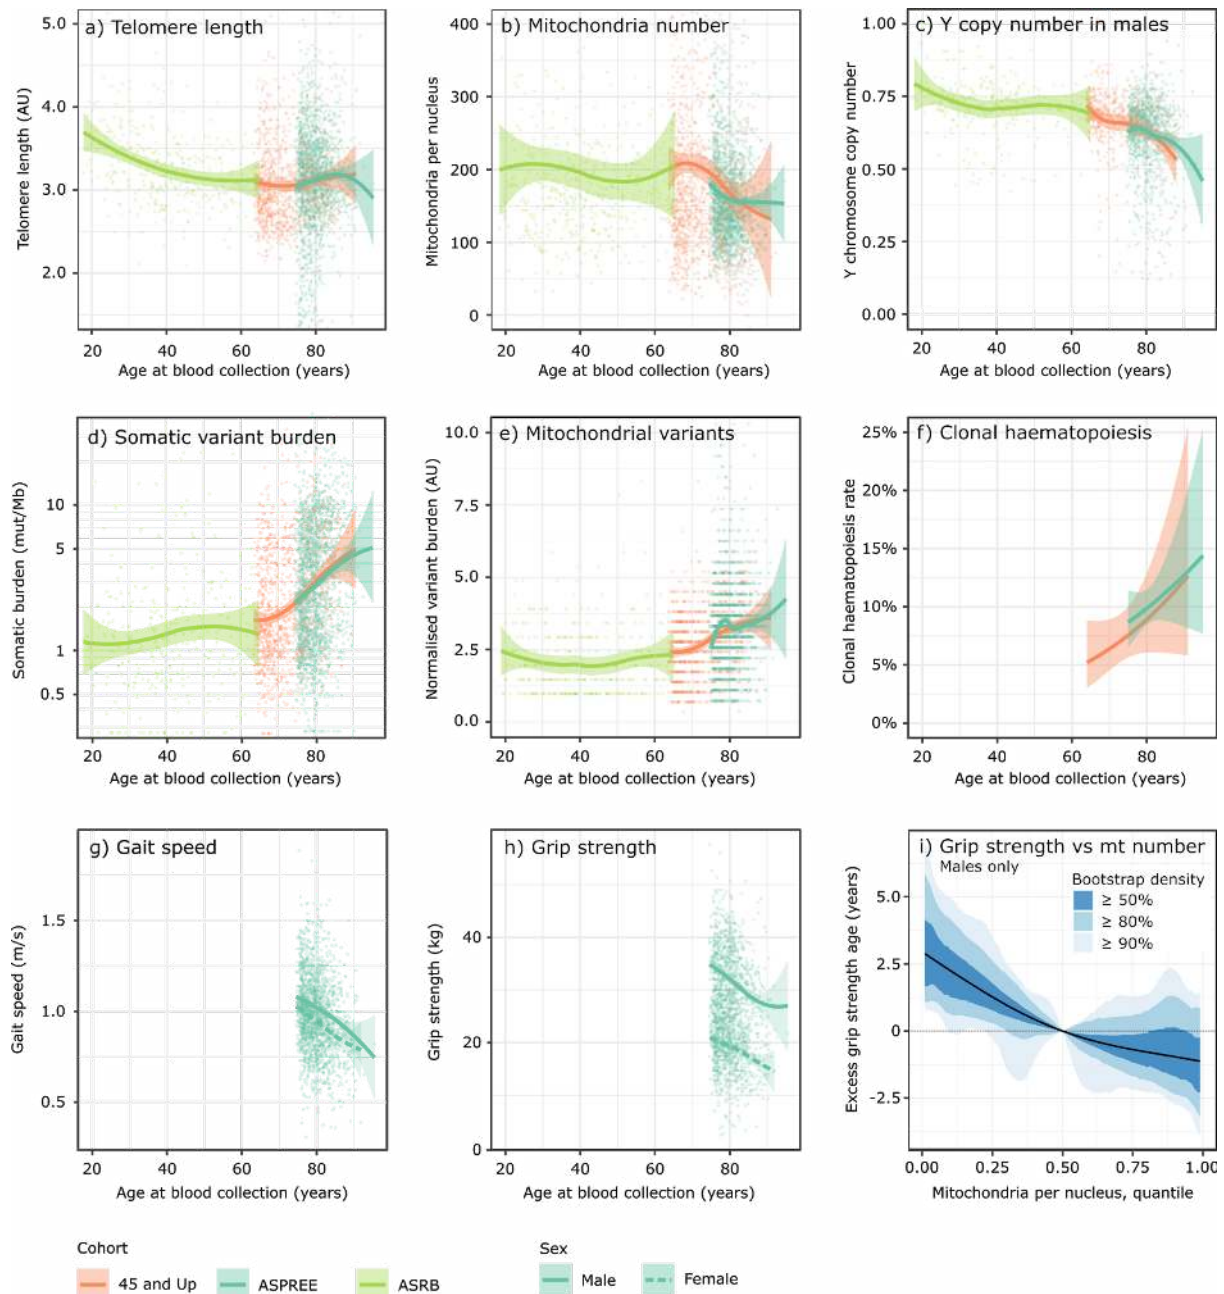 a) Telomere length
Telomere length (AU)
5.0
4.0
3.0
2.0
20 40 60 80
Age at blood collection (years)
b) Mitochondria number
Mitochondria per nucleus
400
300
200
100
0
20 40 60 80
Age at blood collection (years)
c) Y copy number in males
Y chromosome copy number
1.00
0.75
0.50
0.25
0.00
20 40 60 80
Age at blood collection (years)
d) Somatic variant burden
Somatic burden (mut/Mb)
10
5
1
0.5
20 40 60 80
Age at blood collection (years)
e) Mitochondrial variants
Normalised variant burden (AU)
10.0
7.5
5.0
2.5
0.0
20 40 60 80
Age at blood collection (years)
f) Clonal haematopoiesis
Clonal haematopoiesis rate
25%
20%
15%
10%
5%
0%
20 40 60 80
Age at blood collection (years)
g) Gait speed
Gait speed (m/s)
1.5
1.0
0.5
20 40 60 80
Age at blood collection (years)
h) Grip strength
Grip strength (kg)
40
20
0
20 40 60 80
Age at blood collection (years)
i) Grip strength vs mt number
Males only
Bootstrap density
≥ 50%
≥ 80%
≥ 90%
Excess grip strength age (years)
5.0
2.5
0
-2.5
0.00 0.25 0.50 0.75 1.00
Mitochondria per nucleus, quantile
Cohort
45 and Up ASPREE ASRB
Sex
Male Female